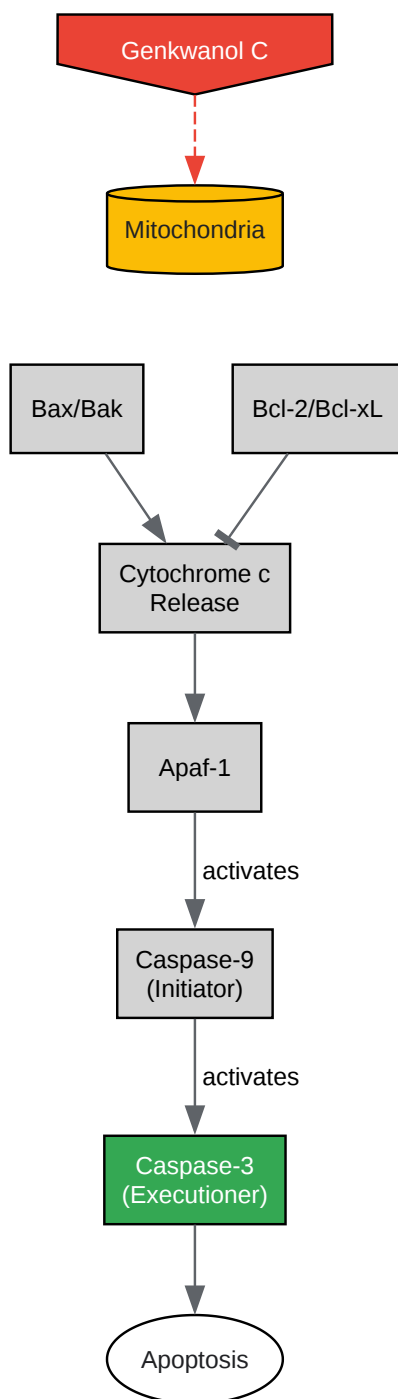 Genkwanol C
Mitochondria
Bax/Bak
Bcl-2/Bcl-xL
Cytochrome c
Release
Apaf-1
activates
Caspase-9
(Initiator)
activates
Caspase-3
(Executioner)
Apoptosis